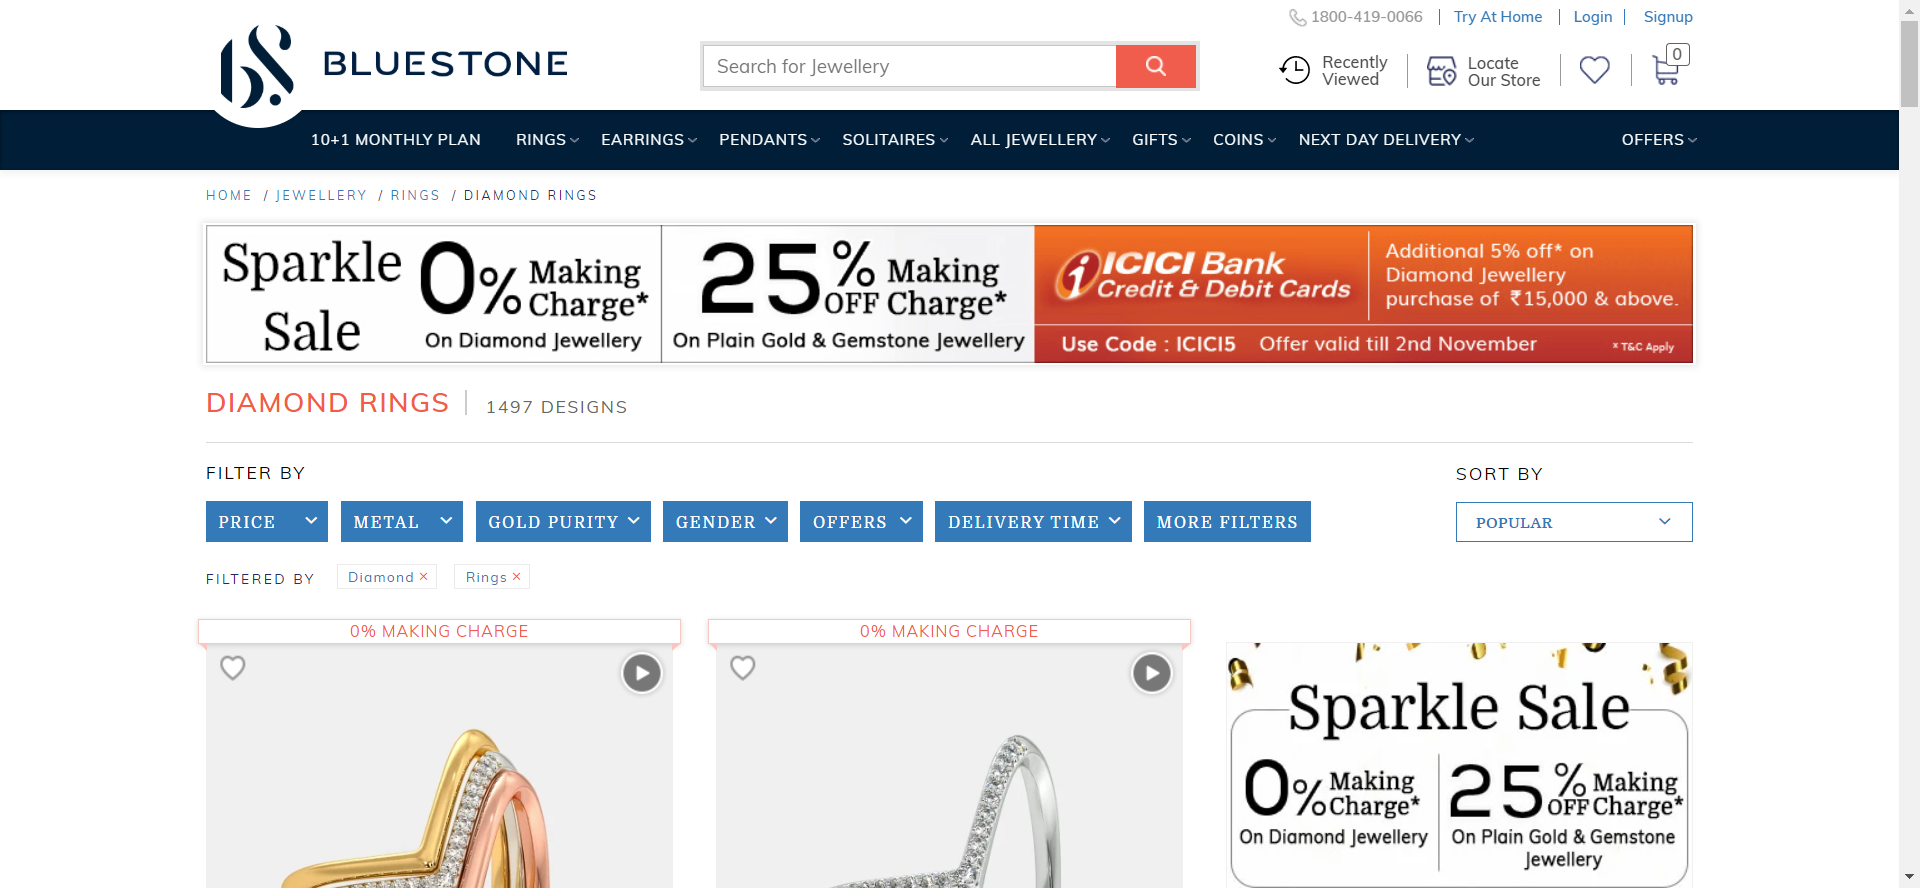 1800-419-0066
Try At Home
Login
Signup
BLUESTONE
Search for Jewellery
Recently
Viewed
Locate
Our Store
0
10+1 MONTHLY PLAN
RINGS
EARRINGS
PENDANTS
SOLITAIRES
ALL JEWELLERY
GIFTS
COINS
NEXT DAY DELIVERY
OFFERS
HOME / JEWELLERY / RINGS / DIAMOND RINGS
Sparkle
Sale
0% Making
Charge*
On Diamond Jewellery
25% Making
OFF Charge*
On Plain Gold & Gemstone Jewellery
ICICI Bank
Credit & Debit Cards
Additional 5% off* on
Diamond Jewellery
purchase of ₹15,000 & above.
Use Code : ICICI5 Offer valid till 2nd November
* T&C Apply
DIAMOND RINGS
1497 DESIGNS
FILTER BY
SORT BY
PRICE
METAL
GOLD PURITY
GENDER
OFFERS
DELIVERY TIME
MORE FILTERS
POPULAR
FILTERED BY
Diamond ×
Rings ×
0% MAKING CHARGE
0% MAKING CHARGE
Sparkle Sale
0% Making
Charge*
On Diamond Jewellery
25% Making
OFF Charge*
On Plain Gold & Gemstone
Jewellery